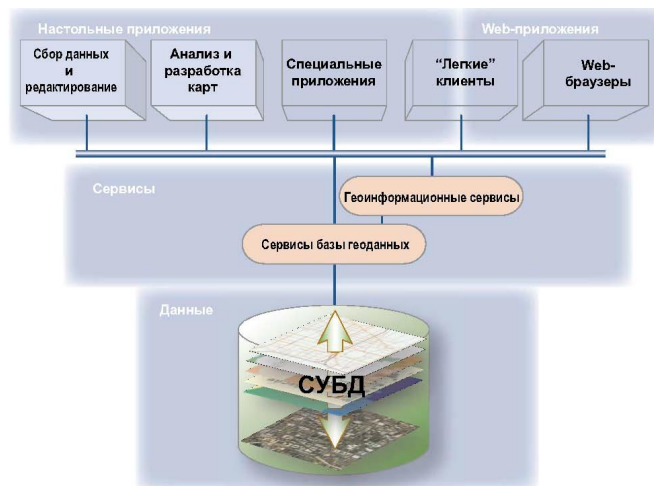 Настольные приложения
Web-приложения
Сбор данных
и
редактирование
Анализ и
разработка
карт
Специальные
приложения
“Легкие”
клиенты
Web-
браузеры
Сервисы
Геоинформационные сервисы
Сервисы базы геоданных
Данные
СУБД